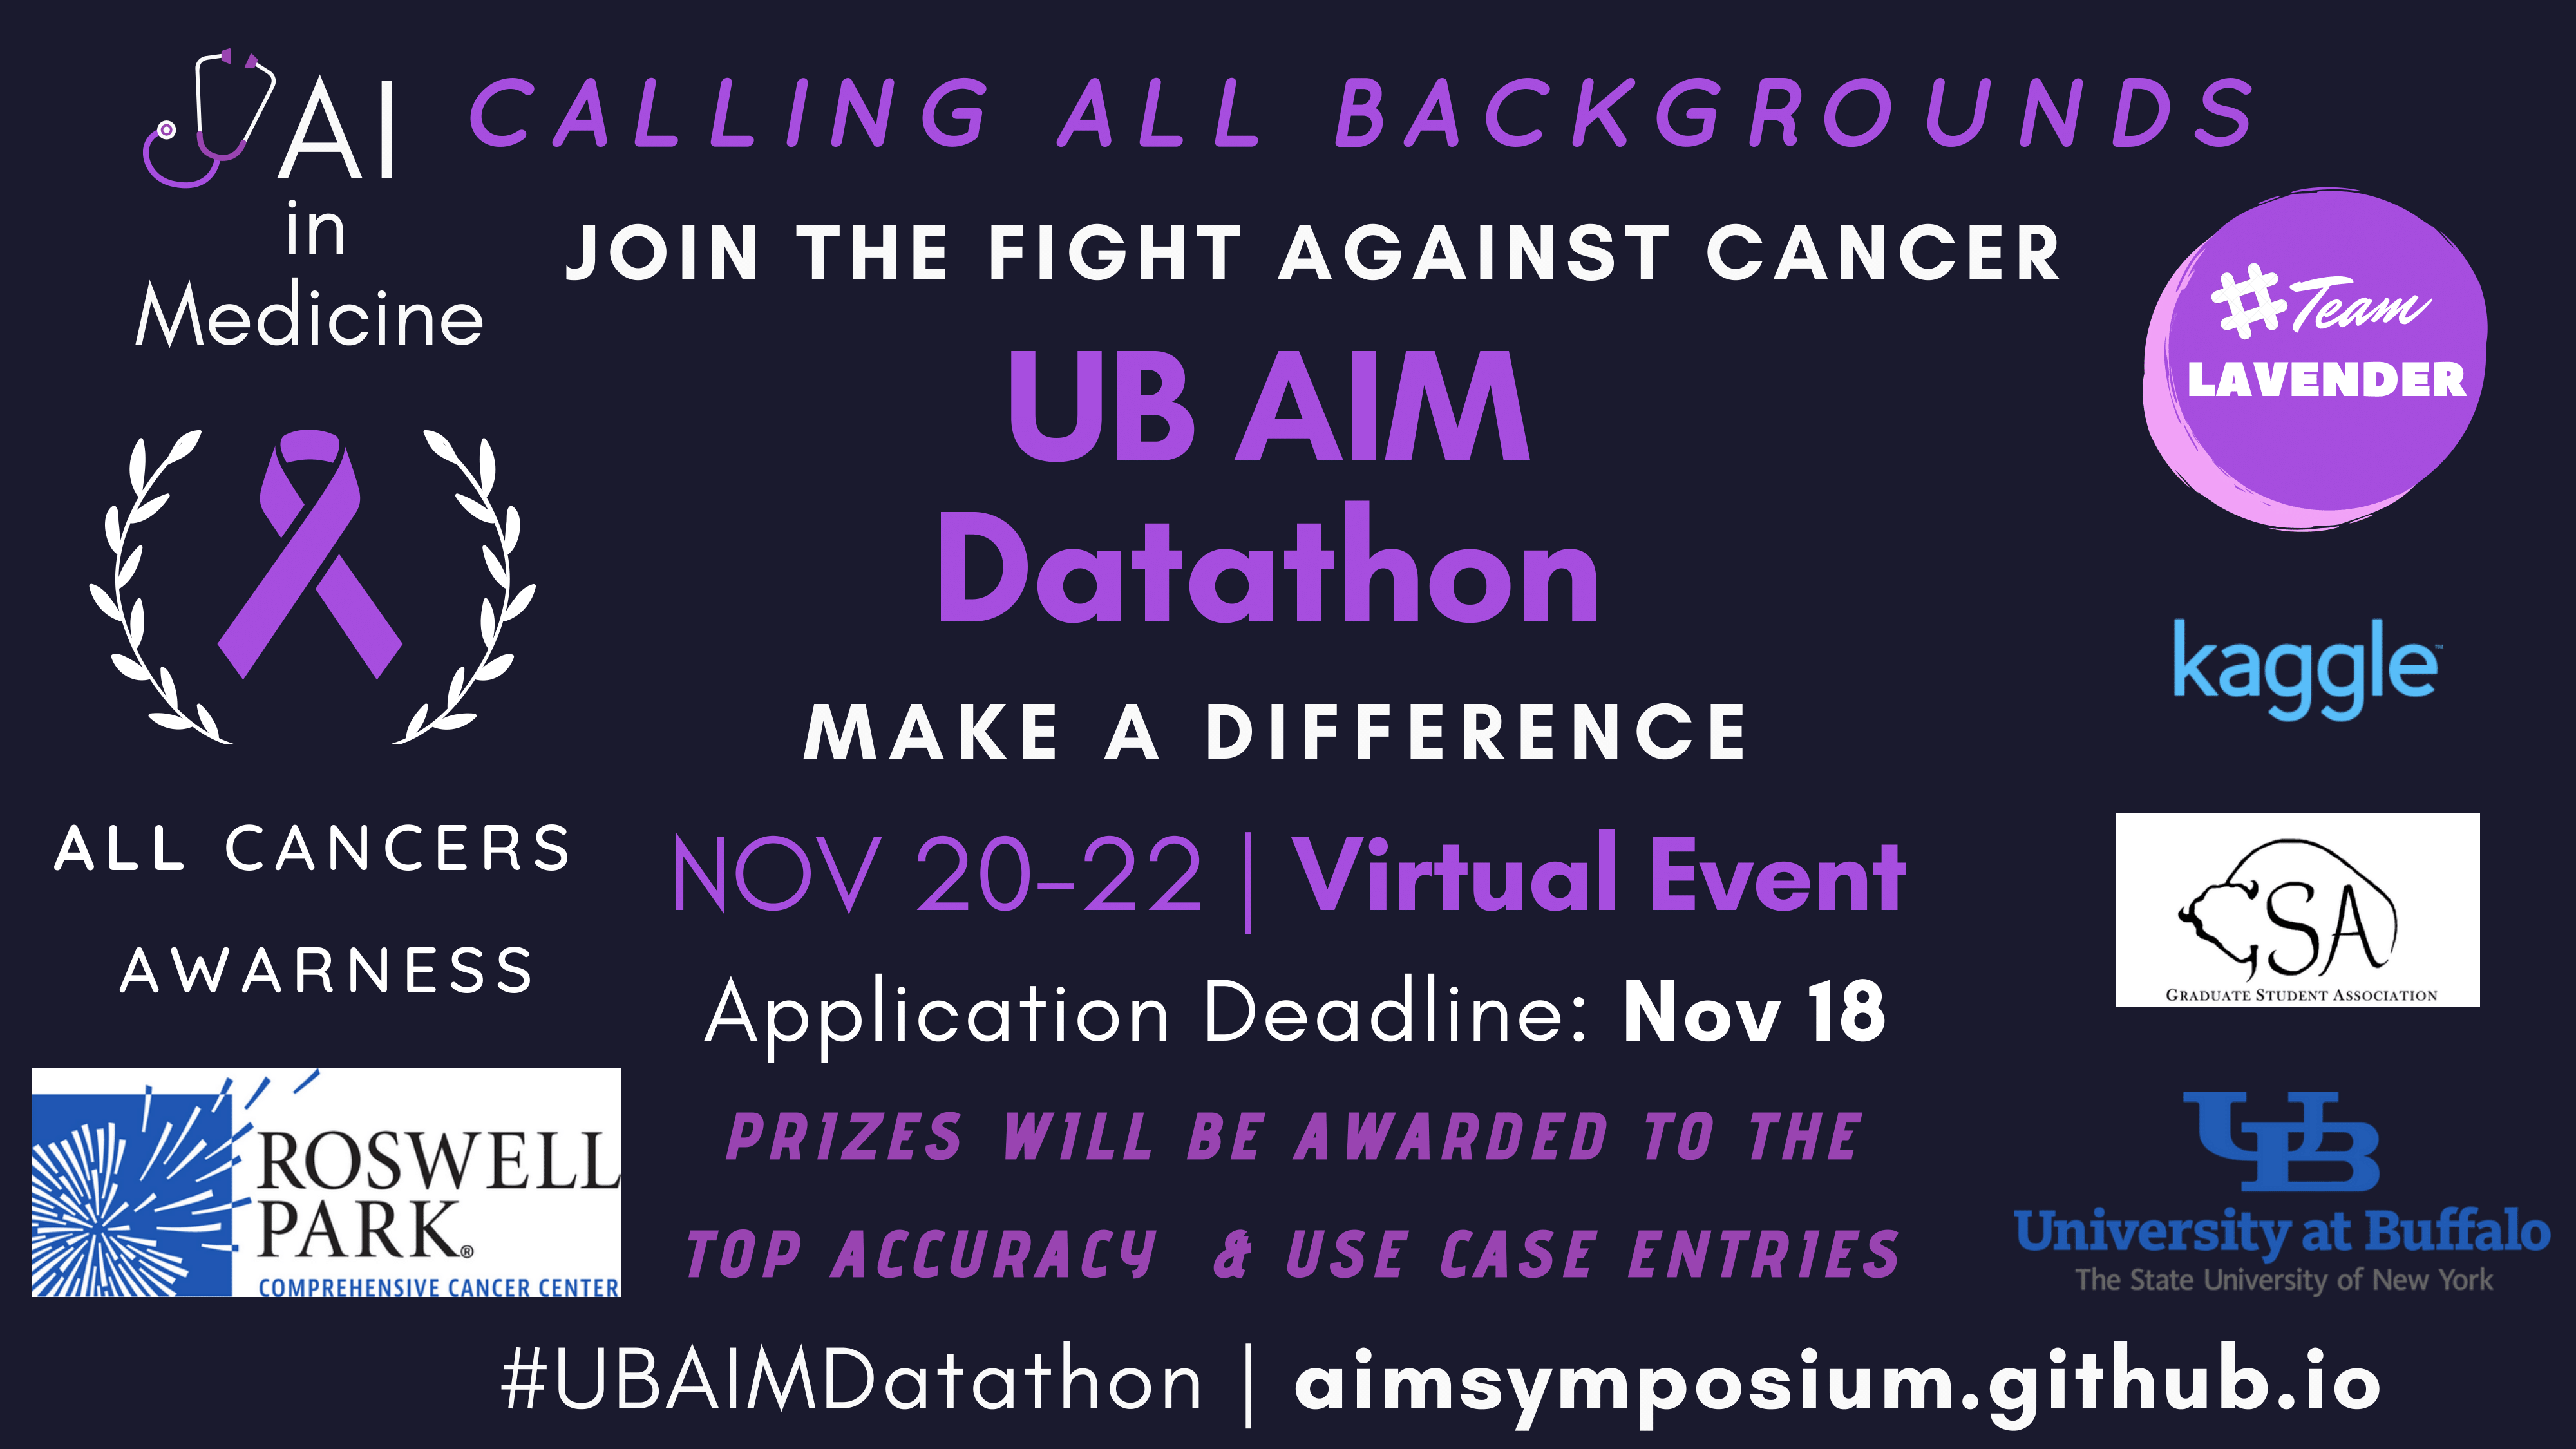 AI
in
Medicine
CALLING ALL BACKGROUNDS
JOIN THE FIGHT AGAINST CANCER
UB AIM
Datathon
MAKE A DIFFERENCE
NOV 20-22 | Virtual Event
Application Deadline: Nov 18
PRIZES WILL BE AWARDED TO THE
TOP ACCURACY & USE CASE ENTRIES
#UBAIMDatathon | aimsymposium.github.io
ALL CANCERS
AWARNESS
ROSWELL
PARK®
COMPREHENSIVE CANCER CENTER
#Team
LAVENDER
kaggle™
GSA
GRADUATE STUDENT ASSOCIATION
UB
University at Buffalo
The State University of New York